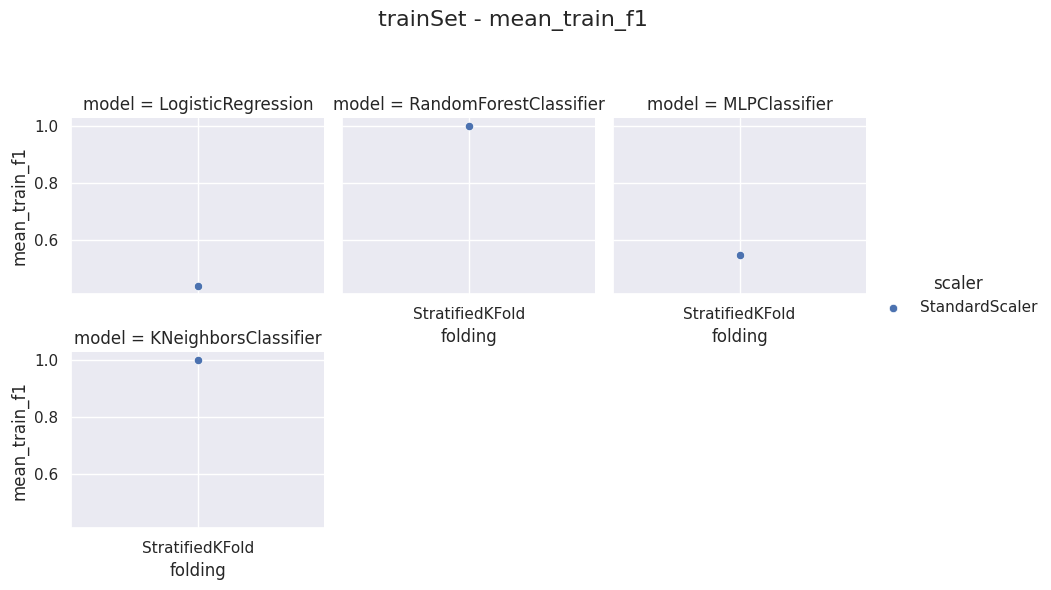 trainSet - mean_train_f1
model = LogisticRegression
model = RandomForestClassifier
model = MLPClassifier
1.0
0.8
0.6
mean_train_f1
StratifiedKFold
folding
StratifiedKFold
folding
scaler
StandardScaler
model = KNeighborsClassifier
1.0
0.8
0.6
mean_train_f1
StratifiedKFold
folding